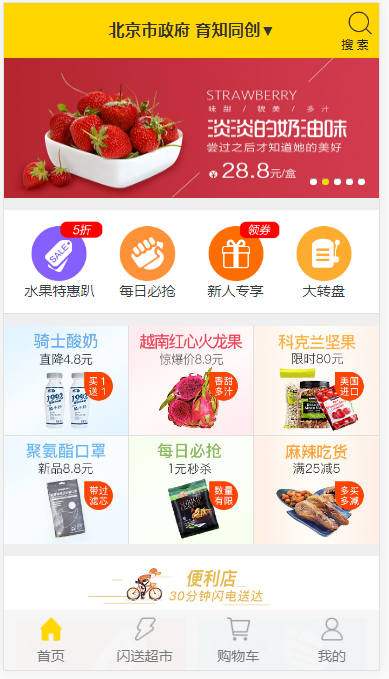 北京市政府 育知同创▼
搜 索
STRAWBERRY
味 甜 / 貌 美 / 多 汁
淡淡的奶油味
尝过之后才知道她的美好
¥28.8元/盒
5折
领券
SALE
水果特惠趴
每日必抢
新人专享
大转盘
骑士酸奶
直降4.8元
买1送1
越南红心火龙果
惊爆价8.9元
香甜多汁
科克兰坚果
限时80元
美国进口
聚氨酯口罩
新品8.8元
带过滤芯
每日必抢
1元秒杀
数量有限
麻辣吃货
满25减5
多买多减
便利店
30分钟闪电送达
首页
闪送超市
购物车
我的